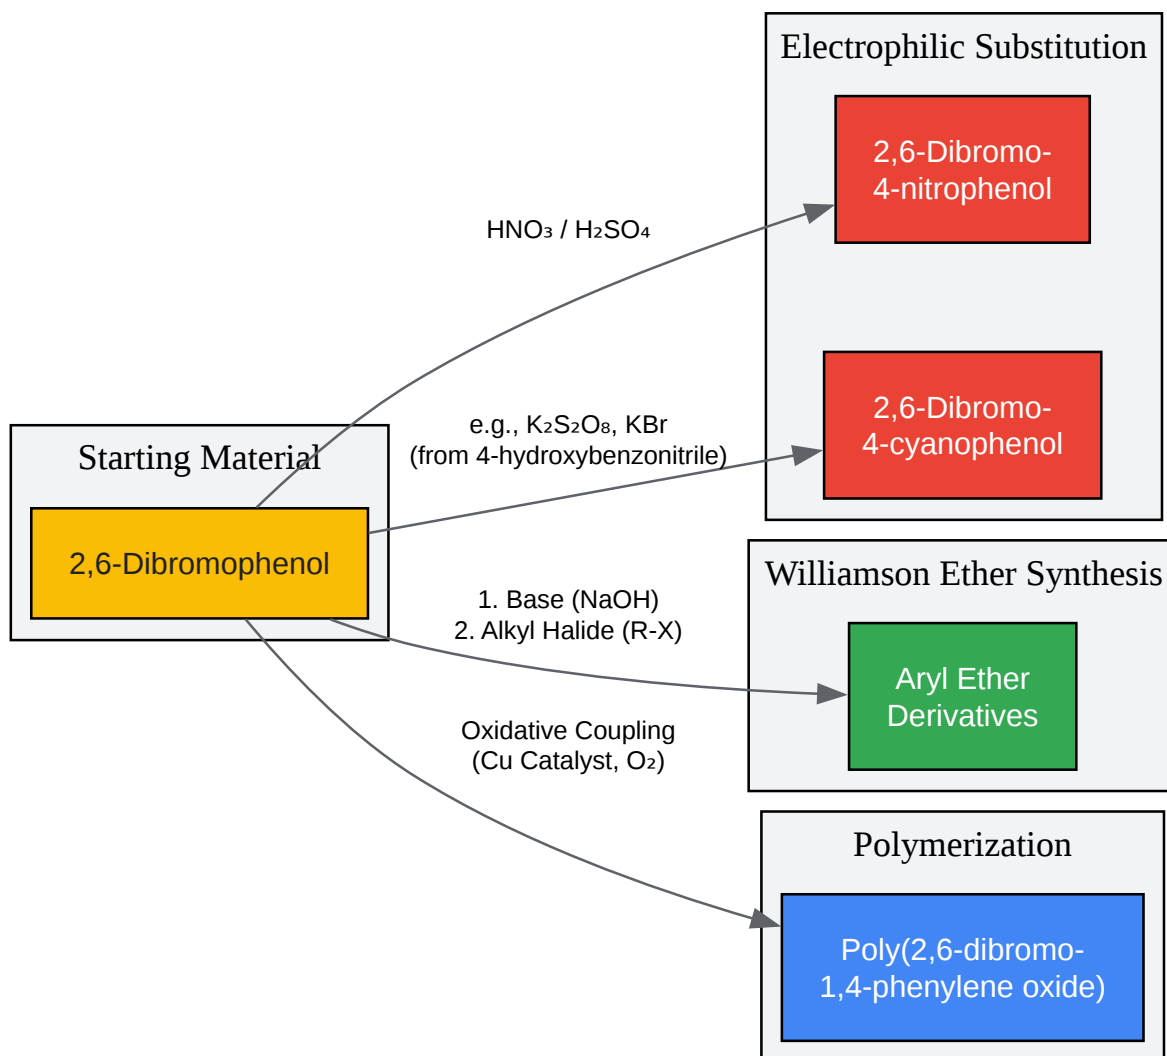 Electrophilic Substitution
2,6-Dibromo-
4-nitrophenol
HNO₃ / H₂SO₄
2,6-Dibromo-
4-cyanophenol
e.g., K₂S₂O₈, KBr
(from 4-hydroxybenzonitrile)
Starting Material
2,6-Dibromophenol
Williamson Ether Synthesis
1. Base (NaOH)
2. Alkyl Halide (R-X)
Aryl Ether
Derivatives
Oxidative Coupling
(Cu Catalyst, O₂)
Polymerization
Poly(2,6-dibromo-
1,4-phenylene oxide)